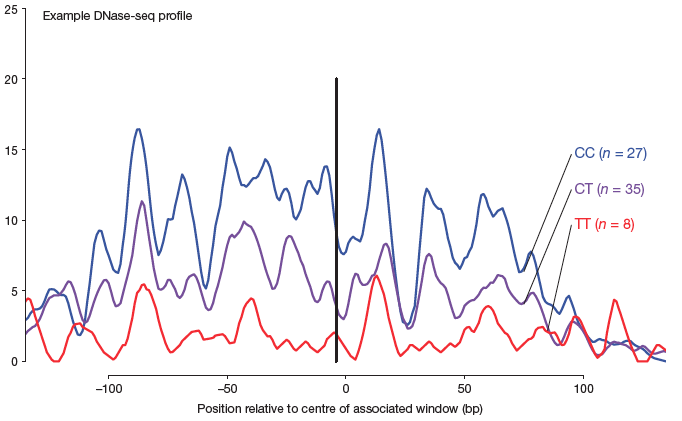 Example DNase-seq profile
25
20
15
10
5
0
CC (n = 27)
CT (n = 35)
TT (n = 8)
−100
−50
0
50
100
Position relative to centre of associated window (bp)